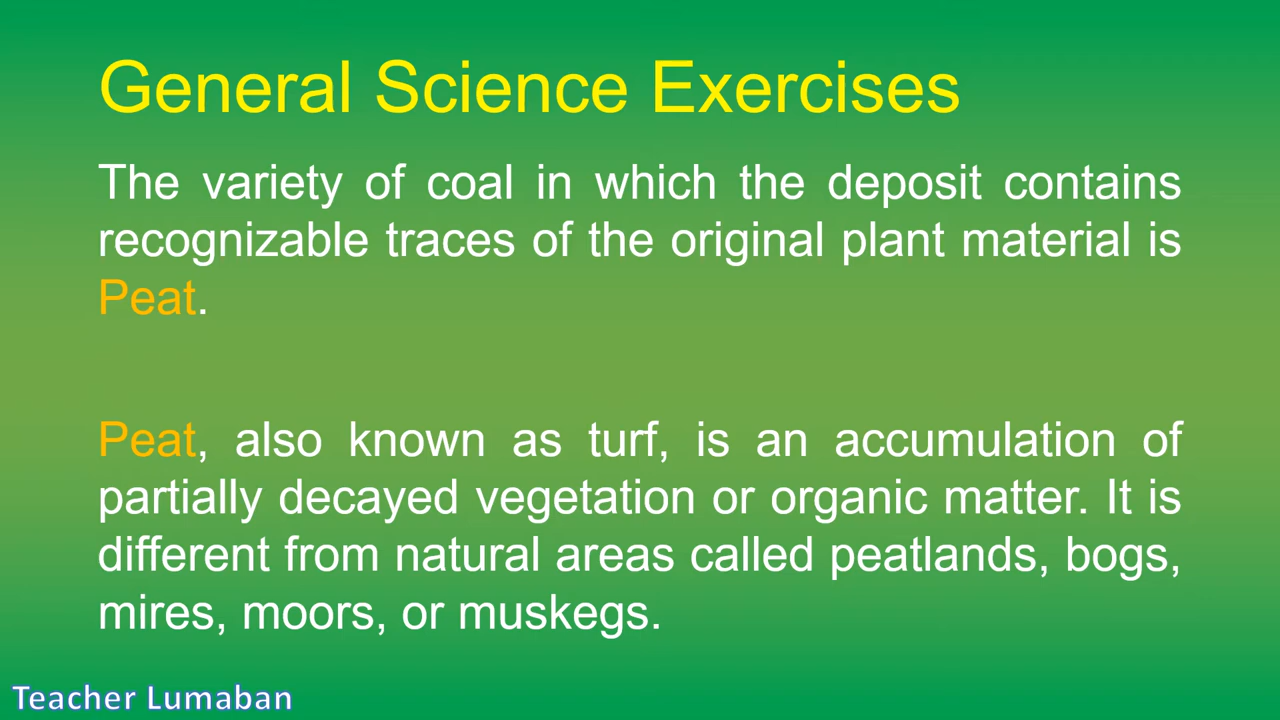 General Science Exercises
The variety of coal in which the deposit contains
recognizable traces of the original plant material is
Peat.
Peat, also known as turf, is an accumulation of
partially decayed vegetation or organic matter. It is
different from natural areas called peatlands, bogs,
mires, moors, or muskegs.
Teacher Lumaban